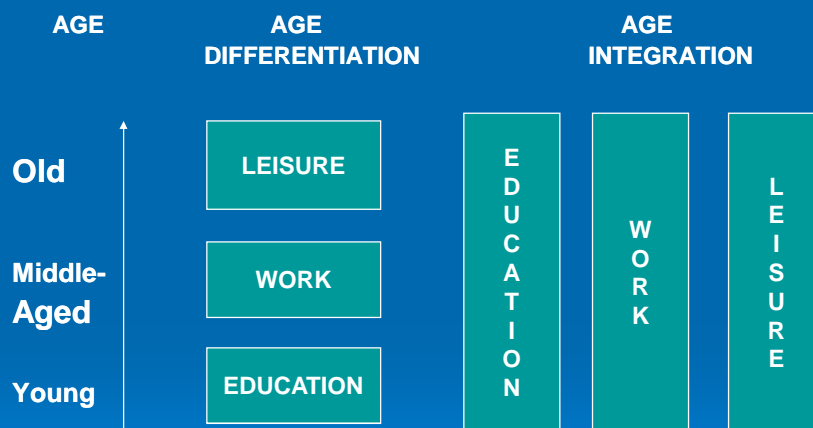 AGE
AGE
DIFFERENTIATION
AGE
INTEGRATION
Old
Middle-
Aged
Young
LEISURE
WORK
EDUCATION
EDUCATION
WORK
LEISURE